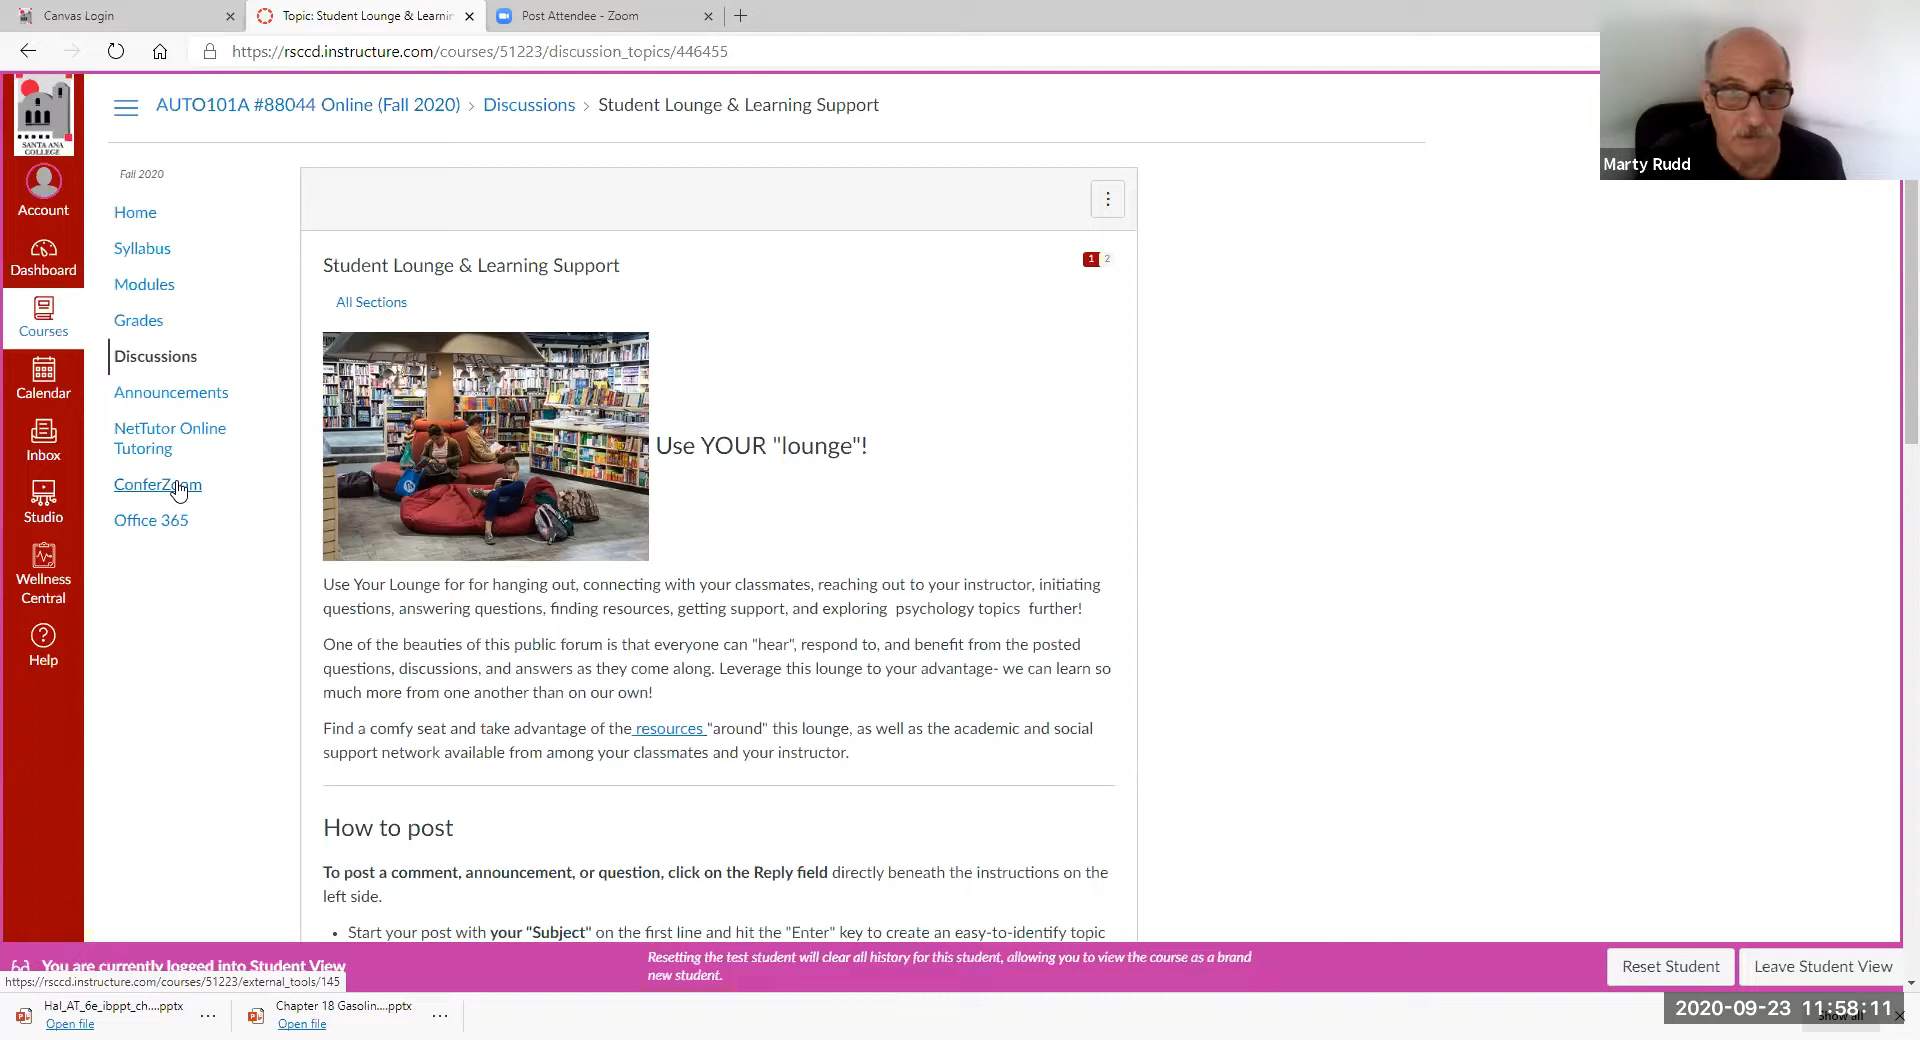 Canvas Login
Topic: Student Lounge & Learnin
Post Attendee - Zoom
https://rsccd.instructure.com/courses/51223/discussion_topics/446455
SANTA ANA
COLLEGE
Account
Dashboard
Courses
Calendar
Inbox
Studio
Wellness
Central
Help
AUTO101A #88044 Online (Fall 2020) › Discussions › Student Lounge & Learning Support
Fall 2020
Home
Syllabus
Modules
Grades
Discussions
Announcements
NetTutor Online
Tutoring
ConferZoom
Office 365
Marty Rudd
Student Lounge & Learning Support
1 2
All Sections
Use YOUR "lounge"!
Use Your Lounge for for hanging out, connecting with your classmates, reaching out to your instructor, initiating
questions, answering questions, finding resources, getting support, and exploring psychology topics further!
One of the beauties of this public forum is that everyone can "hear", respond to, and benefit from the posted
questions, discussions, and answers as they come along. Leverage this lounge to your advantage- we can learn so
much more from one another than on our own!
Find a comfy seat and take advantage of the resources "around" this lounge, as well as the academic and social
support network available from among your classmates and your instructor.
How to post
To post a comment, announcement, or question, click on the Reply field directly beneath the instructions on the
left side.
• Start your post with your "Subject" on the first line and hit the "Enter" key to create an easy-to-identify topic
You are currently logged into Student View
Resetting the test student will clear all history for this student, allowing you to view the course as a brand
new student.
Reset Student
Leave Student View
https://rsccd.instructure.com/courses/51223/external_tools/145
Hal_AT_6e_ibppt_ch....pptx
Open file
Chapter 18 Gasolin....pptx
Open file
2020-09-23 11:58:11
Show all